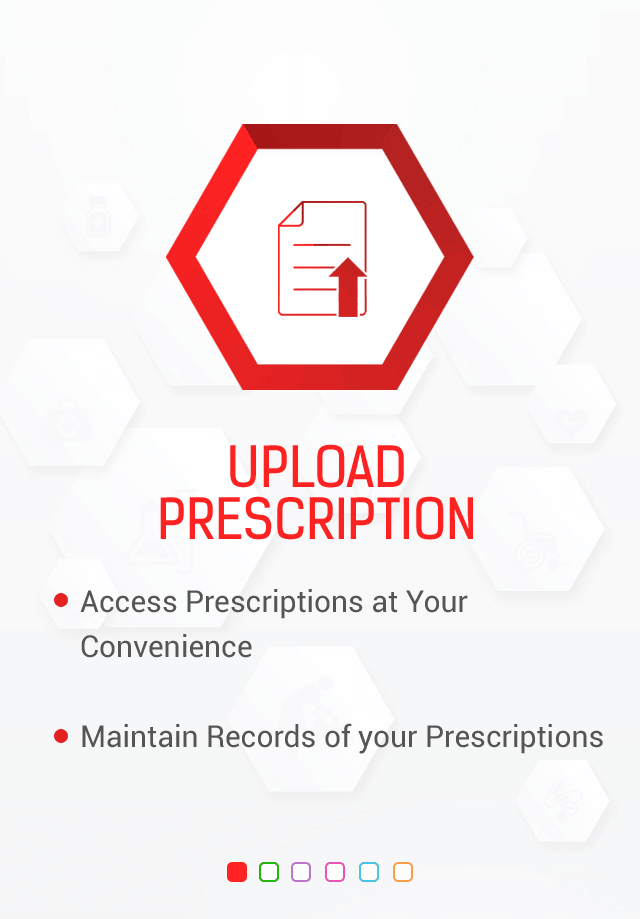 UPLOAD
PRESCRIPTION
Access Prescriptions at Your
Convenience
Maintain Records of your Prescriptions